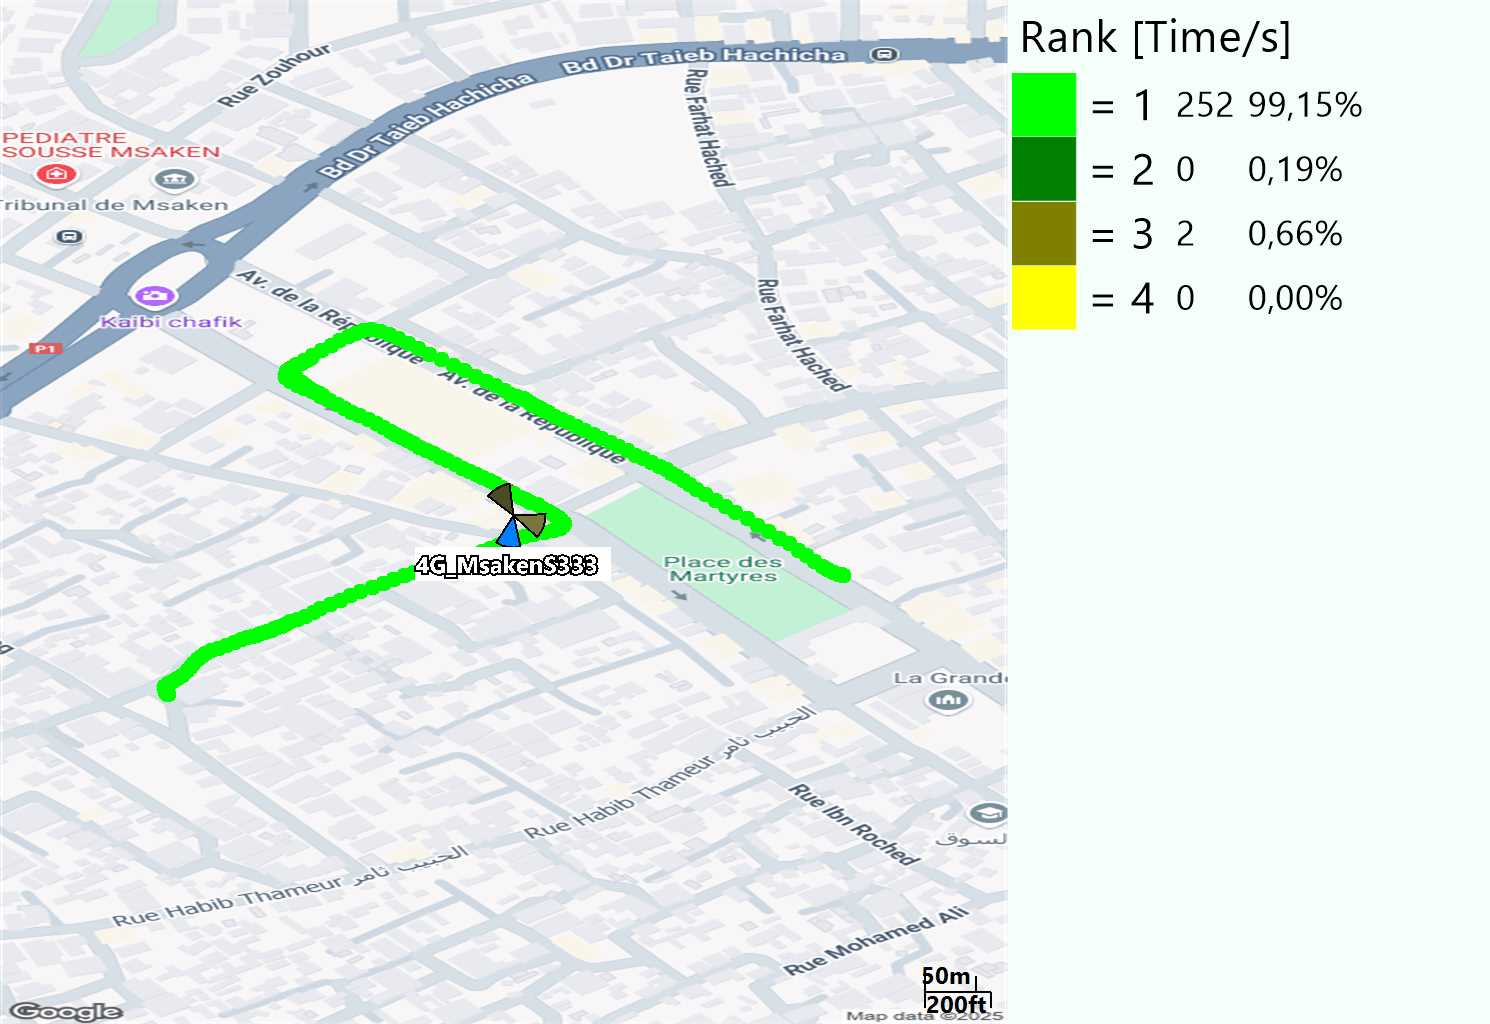 Rank [Time/s]
= 1 252 99,15%
= 2 0 0,19%
= 3 2 0,66%
= 4 0 0,00%
Rue Zouhour
Bd Dr Taieb Hachicha
Bd Dr Taieb Hachicha
Rue Farhat Hached
PEDIATRE
SOUSSE MSAKEN
Tribunal de Msaken
Av. de la République
Kaibi chafik
P1
Rue Farhat Hached
Av. de la République
4G_MsakenS333
Place des
Martyres
La Grande
Rue Habib Thameur الحبيب ثامر
Rue Ibn Roched
السوق
Rue Habib Thameur الحبيب ثامر
Rue Mohamed Ali
50m
200ft
Google
Map data ©2025